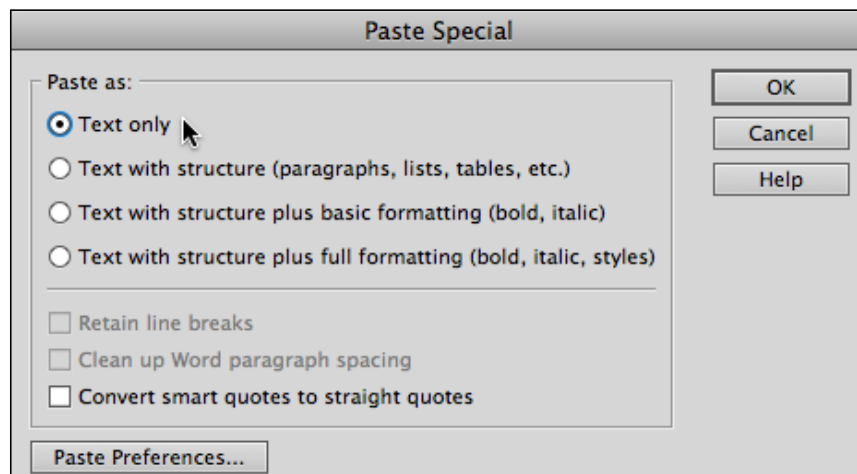 Paste Special
Paste as:
Text only
Text with structure (paragraphs, lists, tables, etc.)
Text with structure plus basic formatting (bold, italic)
Text with structure plus full formatting (bold, italic, styles)
Retain line breaks
Clean up Word paragraph spacing
Convert smart quotes to straight quotes
Paste Preferences...
OK
Cancel
Help